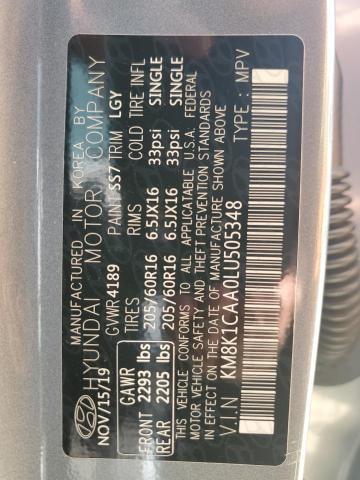 MANUFACTURED IN KOREA BY
HYUNDAI MOTOR COMPANY
NOV/15/19 GVWR 4189 PAINT SS7 TRIM LGY
GAWR TIRES RIMS COLD TIRE INFL
FRONT 2293 lbs 205/60R16 6.5JX16 33psi SINGLE
REAR 2205 lbs 205/60R16 6.5JX16 33psi SINGLE
THIS VEHICLE CONFORMS TO ALL APPLICABLE U.S.A. FEDERAL
MOTOR VEHICLE SAFETY AND THEFT PREVENTION STANDARDS
IN EFFECT ON THE DATE OF MANUFACTURE SHOWN ABOVE.
V.I.N: KM8K1CAA0LU505348 TYPE : MPV